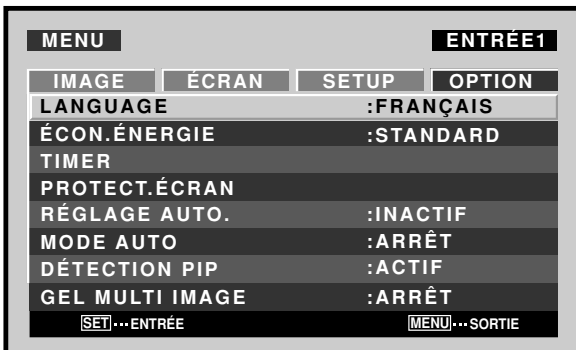 MENU ENTRÉE1
IMAGE ÉCRAN SETUP OPTION
LANGUAGE :FRANÇAIS
ÉCON.ÉNERGIE :STANDARD
TIMER
PROTECT.ÉCRAN
RÉGLAGE AUTO. :INACTIF
MODE AUTO :ARRÊT
DÉTECTION PIP :ACTIF
GEL MULTI IMAGE :ARRÊT
SET···ENTRÉE MENU···SORTIE